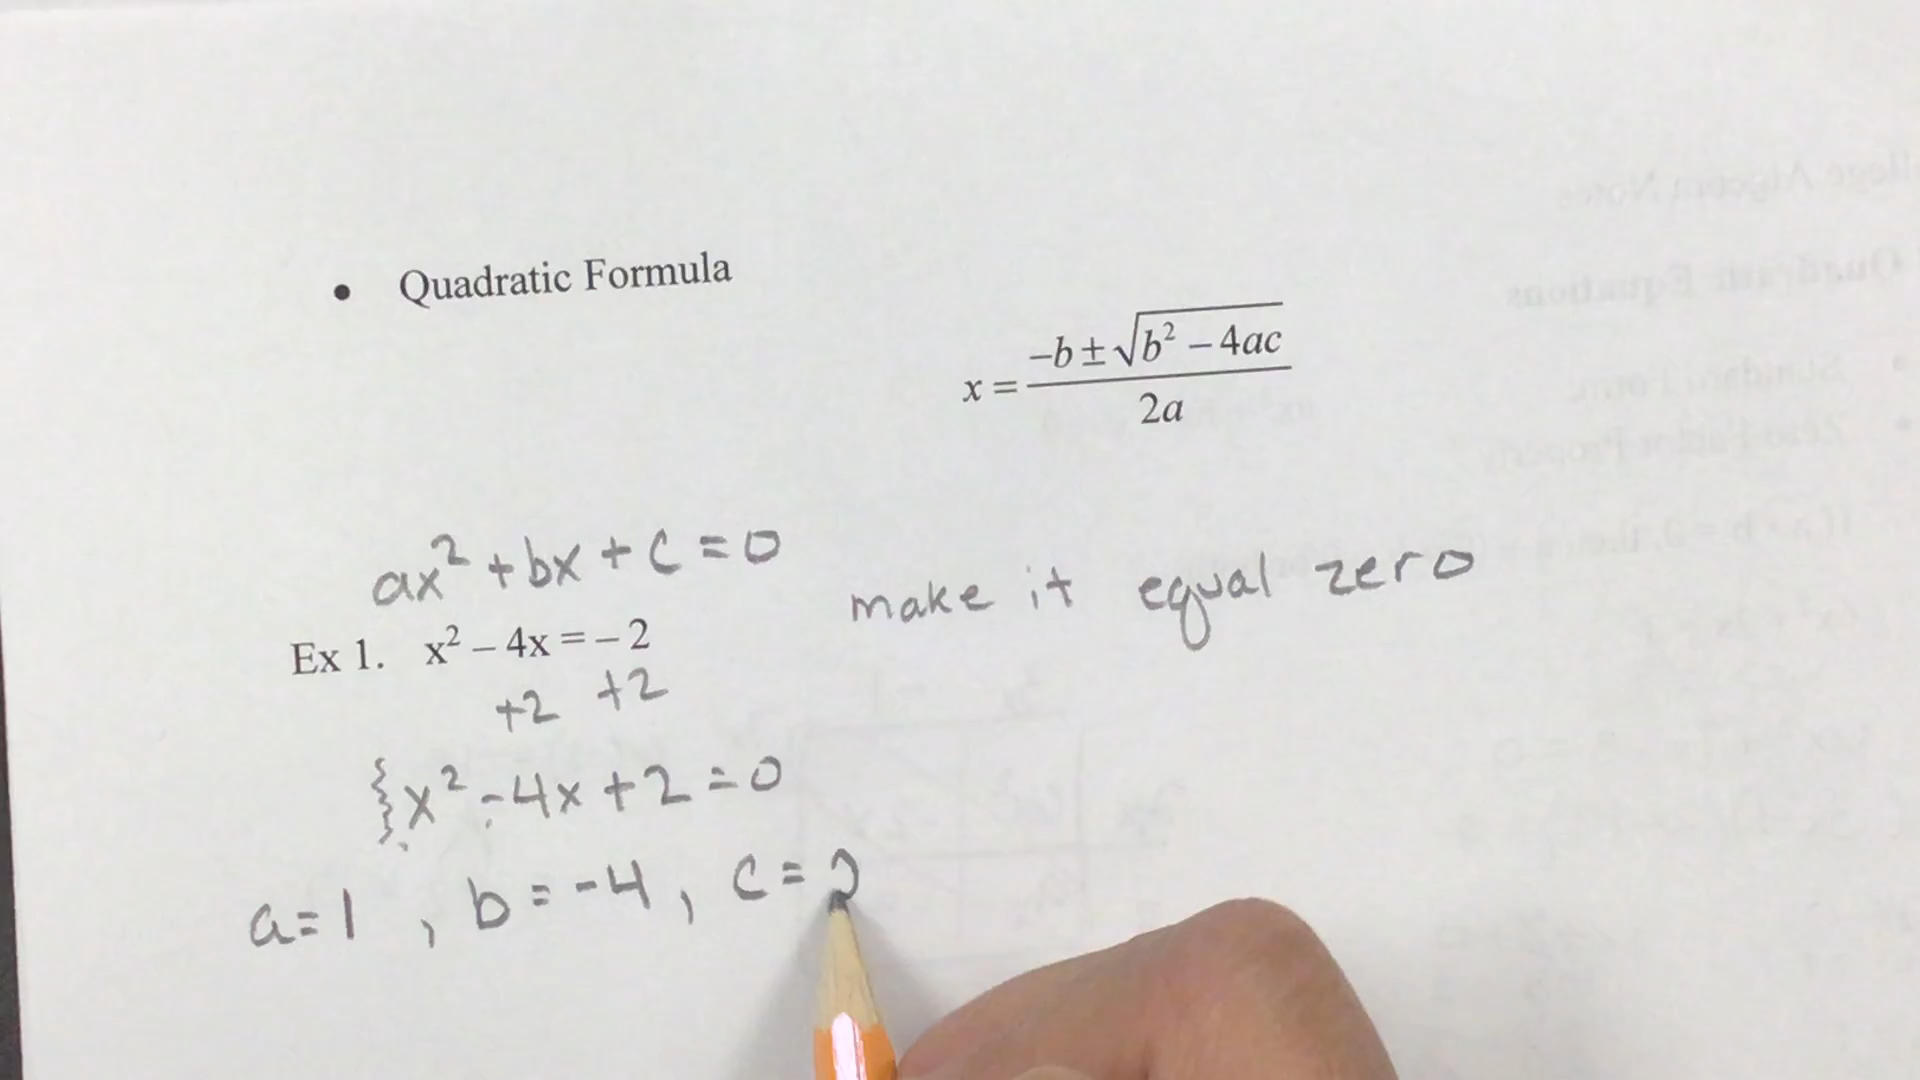 • Quadratic Formula
x = (-b ± √(b² – 4ac)) / 2a
ax² + bx + c = 0
make it equal zero
Ex 1. x² – 4x = – 2
+2 +2
x² - 4x + 2 = 0
a = 1 , b = -4 , c = 2